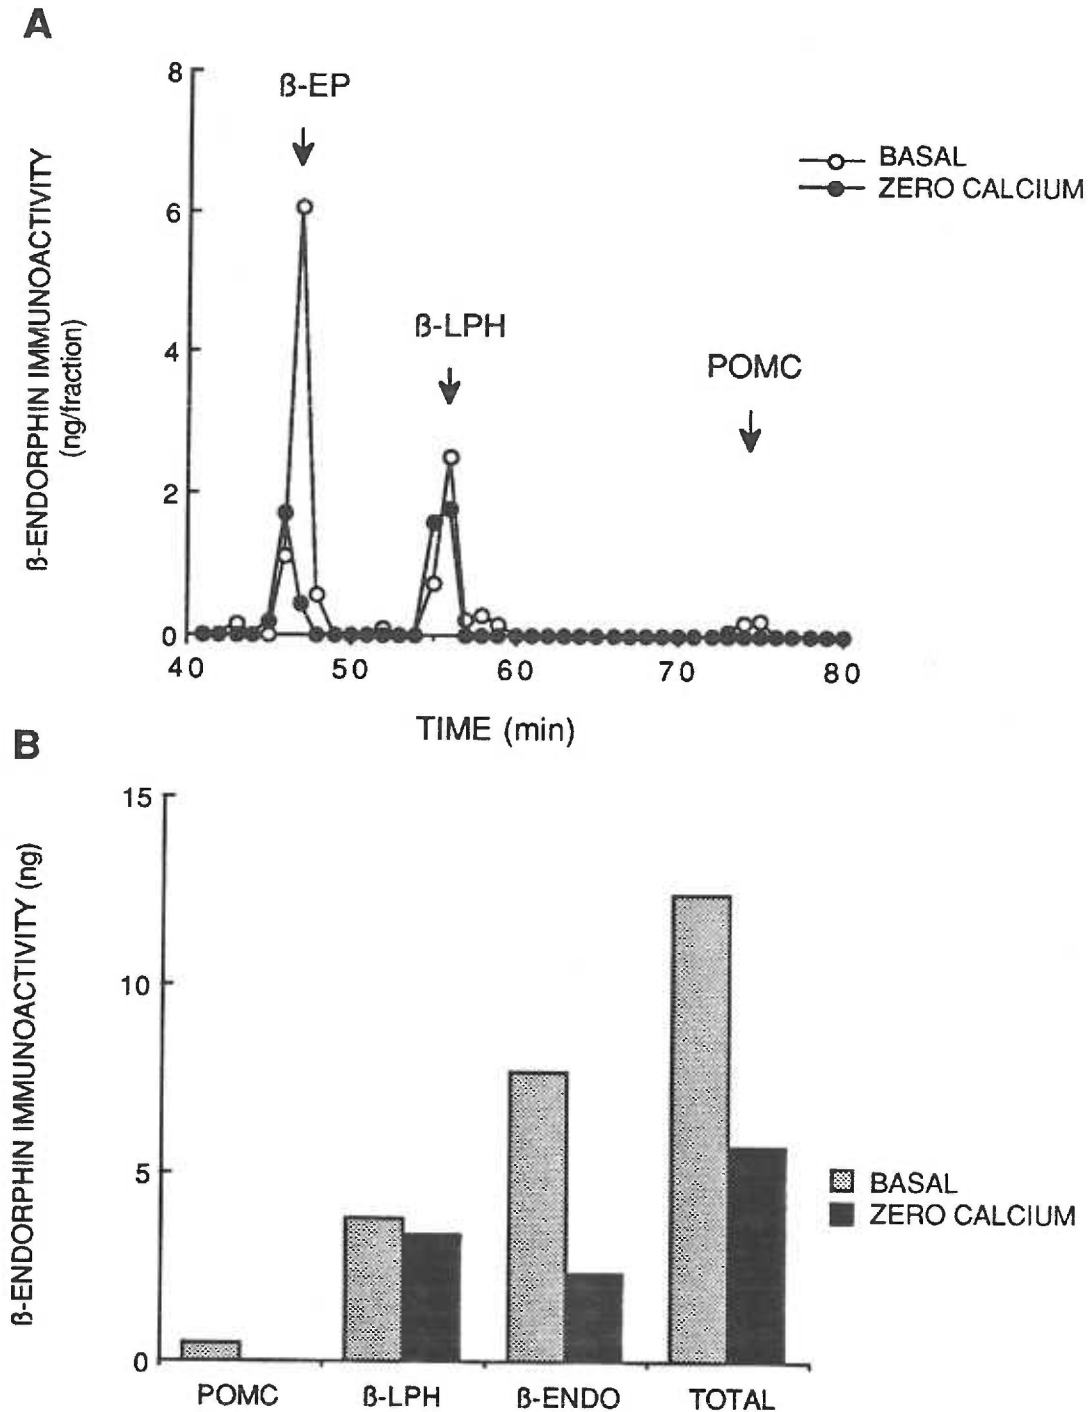 A
8
ß-EP
BASAL
ZERO CALCIUM
6
ß-LPH
4
POMC
2
0
ß-ENDORPHIN IMMUNOACTIVITY
(ng/fraction)
40 50 60 70 80
TIME (min)
B
15
10
5
0
ß-ENDORPHIN IMMUNOACTIVITY (ng)
BASAL
ZERO CALCIUM
POMC ß-LPH ß-ENDO TOTAL